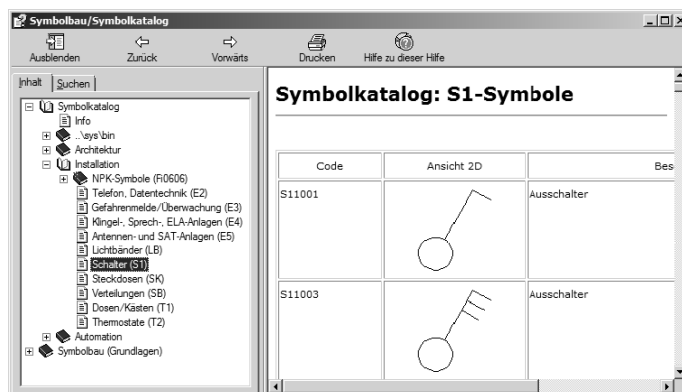 Symbolbau/Symbolkatalog
Ausblenden Zurück Vorwärts Drucken Hilfe zu dieser Hilfe
Inhalt Suchen
Symbolkatalog
Info
..\sys\bin
Architektur
Installation
NPK-Symbole (Fi0606)
Telefon, Datentechnik (E2)
Gefahrenmelde/Überwachung (E3)
Klingel-, Sprech-, ELA-Anlagen (E4)
Antennen- und SAT-Anlagen (E5)
Lichtbänder (LB)
Schalter (S1)
Steckdosen (SK)
Verteilungen (SB)
Dosen/Kästen (T1)
Thermostate (T2)
Automation
Symbolbau (Grundlagen)
Symbolkatalog: S1-Symbole
Code Ansicht 2D Bes
S11001 Ausschalter
S11003 Ausschalter